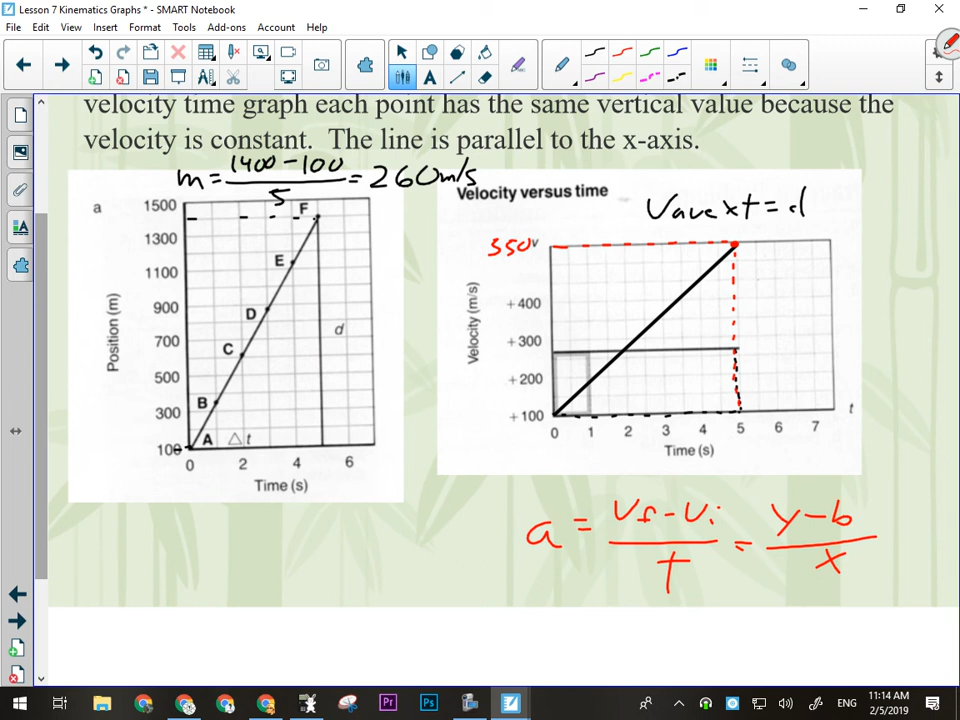 Lesson 7 Kinematics Graphs * - SMART Notebook
File Edit View Insert Format Tools Add-ons Account Help
velocity time graph each point has the same vertical value because the
velocity is constant. The line is parallel to the x-axis.
m = 1400 - 100 / 5 = 260 m/s
a
1500
1300
1100
900
700
500
300
100
Position (m)
A
B
C
D
E
F
d
△t
0 2 4 6
Time (s)
Velocity versus time
Vave x t = d
550
v
+400
+300
+200
+100
Velocity (m/s)
0 1 2 3 4 5 6 7
t
Time (s)
a = Vf - Vi / t = y - b / x
Pr
Ps
ENG
11:14 AM
2/5/2019